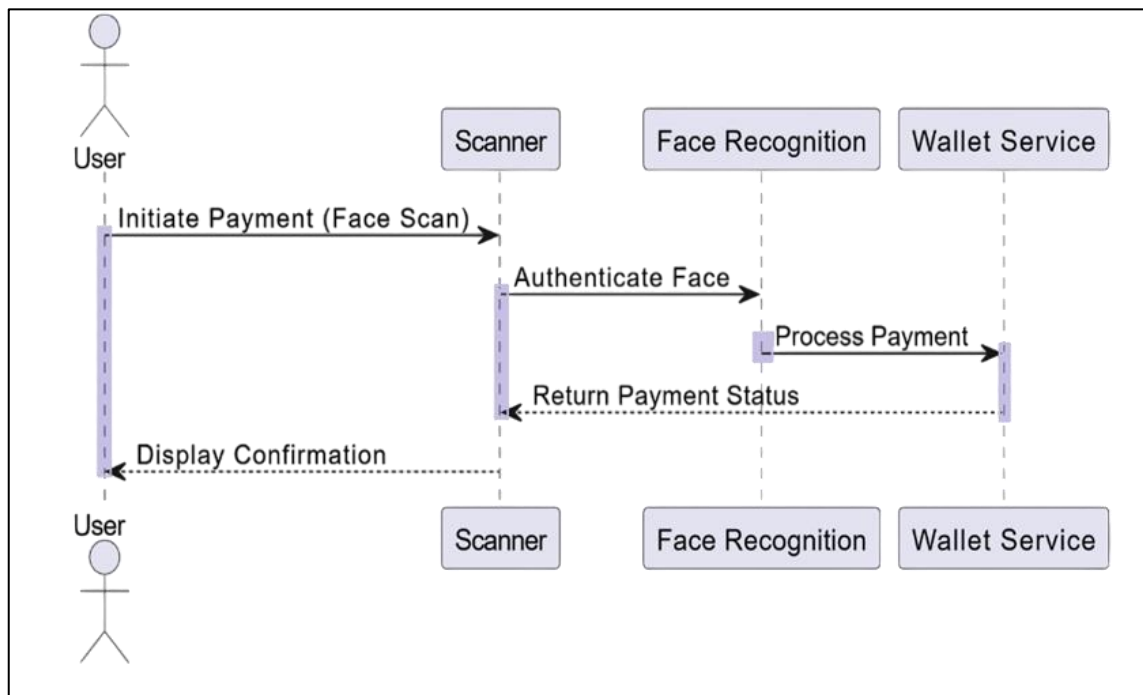 User
Scanner
Face Recognition
Wallet Service
Initiate Payment (Face Scan)
Authenticate Face
Process Payment
Return Payment Status
Display Confirmation
User
Scanner
Face Recognition
Wallet Service